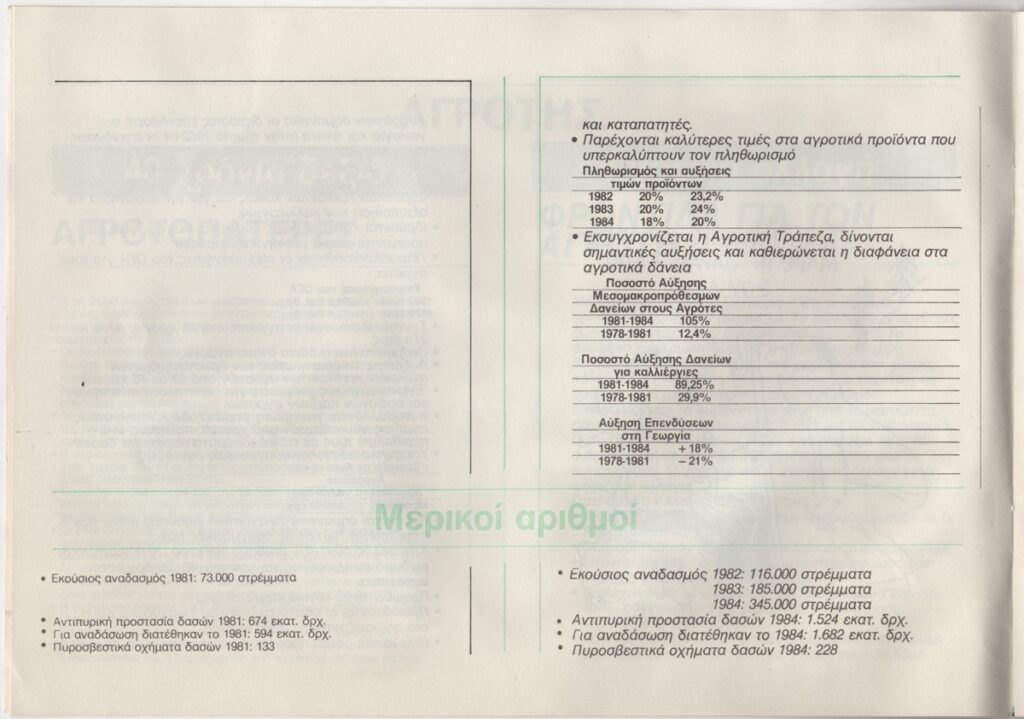 και καταπατητές.
• Παρέχονται καλύτερες τιμές στα αγροτικά προϊόντα που
υπερκαλύπτουν τον πληθωρισμό
Πληθωρισμός και αυξήσεις
τιμών προϊόντων
1982 20% 23,2%
1983 20% 24%
1984 18% 20%
• Εκσυγχρονίζεται η Αγροτική Τράπεζα, δίνονται
σημαντικές αυξήσεις και καθιερώνεται η διαφάνεια στα
αγροτικά δάνεια
Ποσοστό Αύξησης
Μεσομακροπρόθεσμων
Δανείων στους Αγρότες
1981-1984 105%
1978-1981 12,4%
Ποσοστό Αύξησης Δανείων
για καλλιέργιες
1981-1984 89,25%
1978-1981 29,9%
Αύξηση Επενδύσεων
στη Γεωργία
1981-1984 + 18%
1978-1981 – 21%
Μερικοί αριθμοί
• Εκούσιος αναδασμός 1981: 73.000 στρέμματα
• Αντιπυρική προστασία δασών 1981: 674 εκατ. δρχ.
• Για αναδάσωση διατέθηκαν το 1981: 594 εκατ. δρχ.
• Πυροσβεστικά οχήματα δασών 1981: 133
• Εκούσιος αναδασμός 1982: 116.000 στρέμματα
1983: 185.000 στρέμματα
1984: 345.000 στρέμματα
• Αντιπυρική προστασία δασών 1984: 1.524 εκατ. δρχ.
• Για αναδάσωση διατέθηκαν το 1984: 1.682 εκατ. δρχ.
• Πυροσβεστικά οχήματα δασών 1984: 228